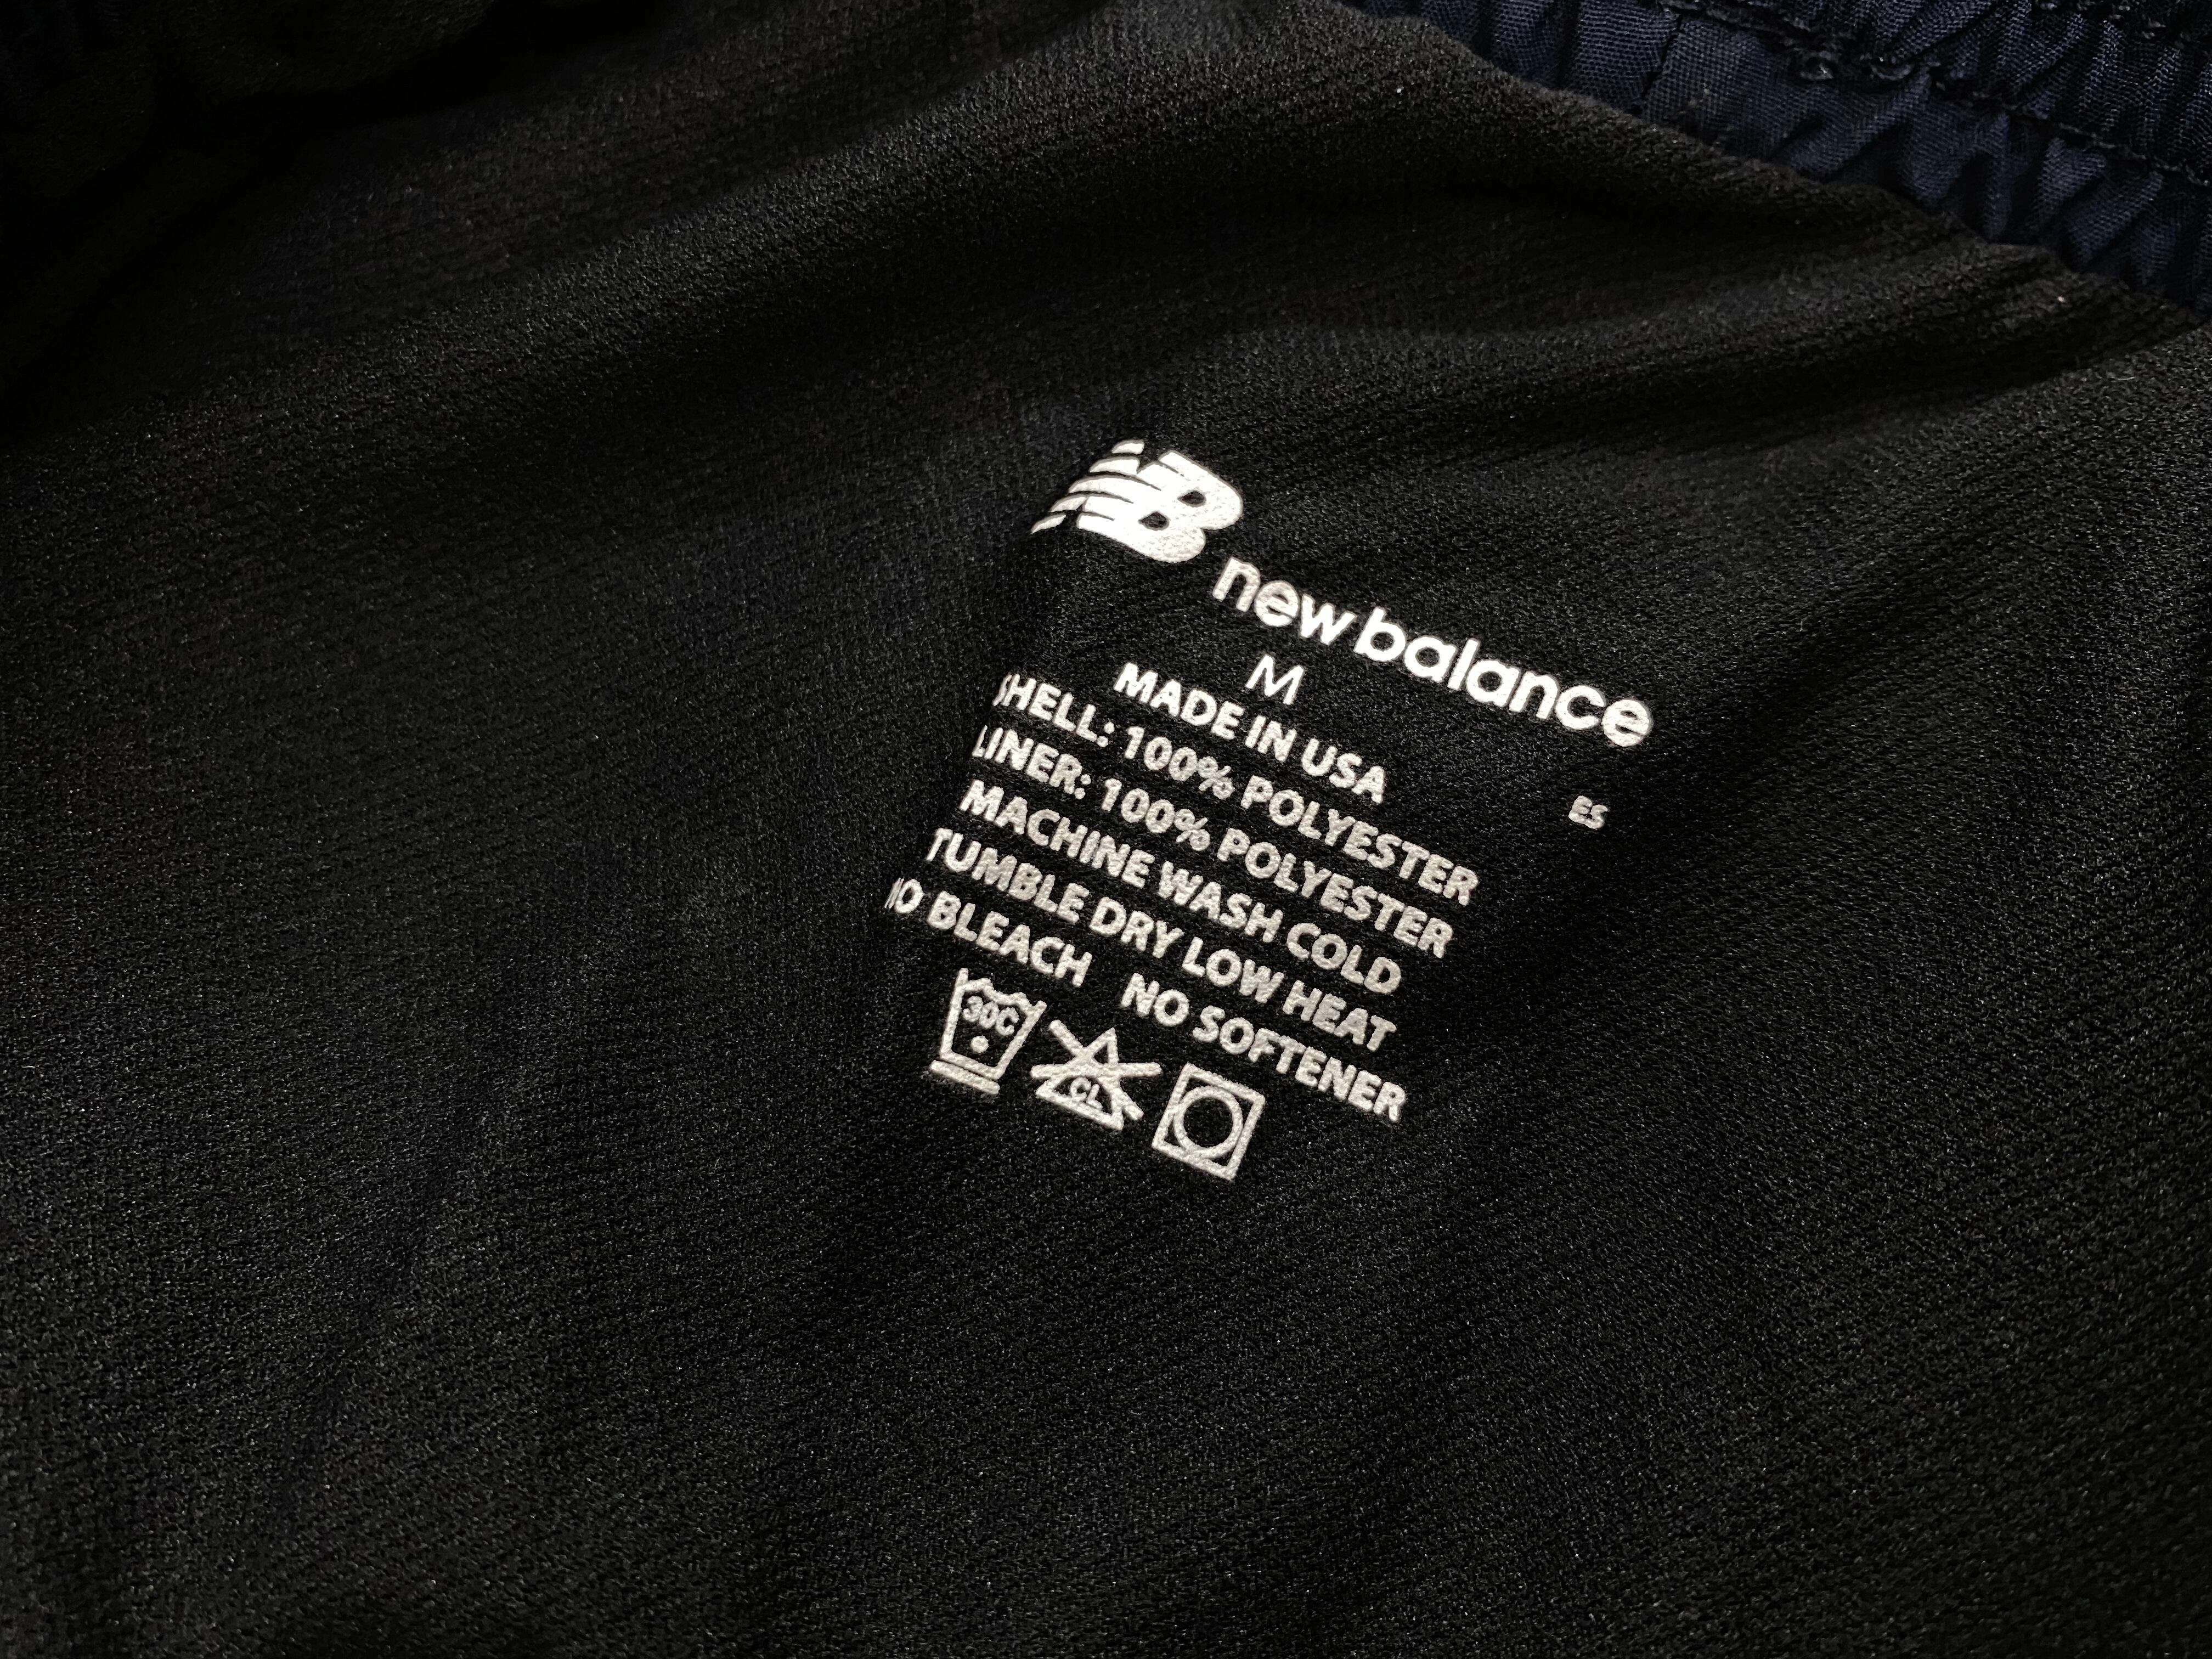 NB
new balance
M
MADE IN USA
ES
SHELL: 100% POLYESTER
LINER: 100% POLYESTER
MACHINE WASH COLD
TUMBLE DRY LOW HEAT
NO BLEACH NO SOFTENER
30C
CL